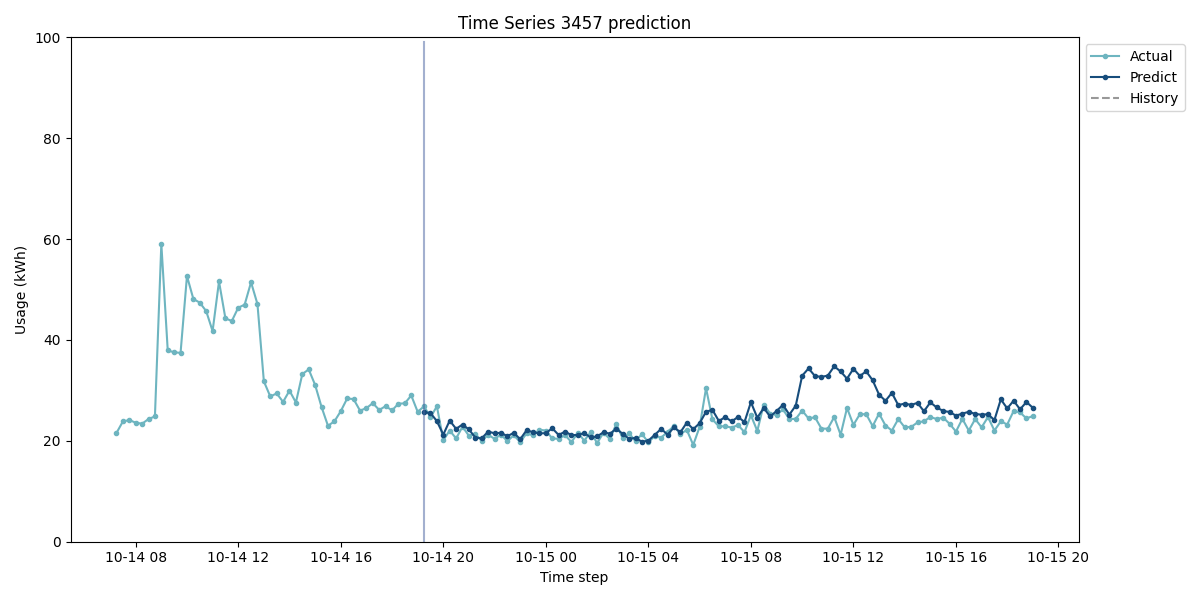 Time Series 3457 prediction
100
80
60
40
20
0
Usage (kWh)
10-14 08
10-14 12
10-14 16
10-14 20
10-15 00
10-15 04
10-15 08
10-15 12
10-15 16
10-15 20
Time step
Actual
Predict
History